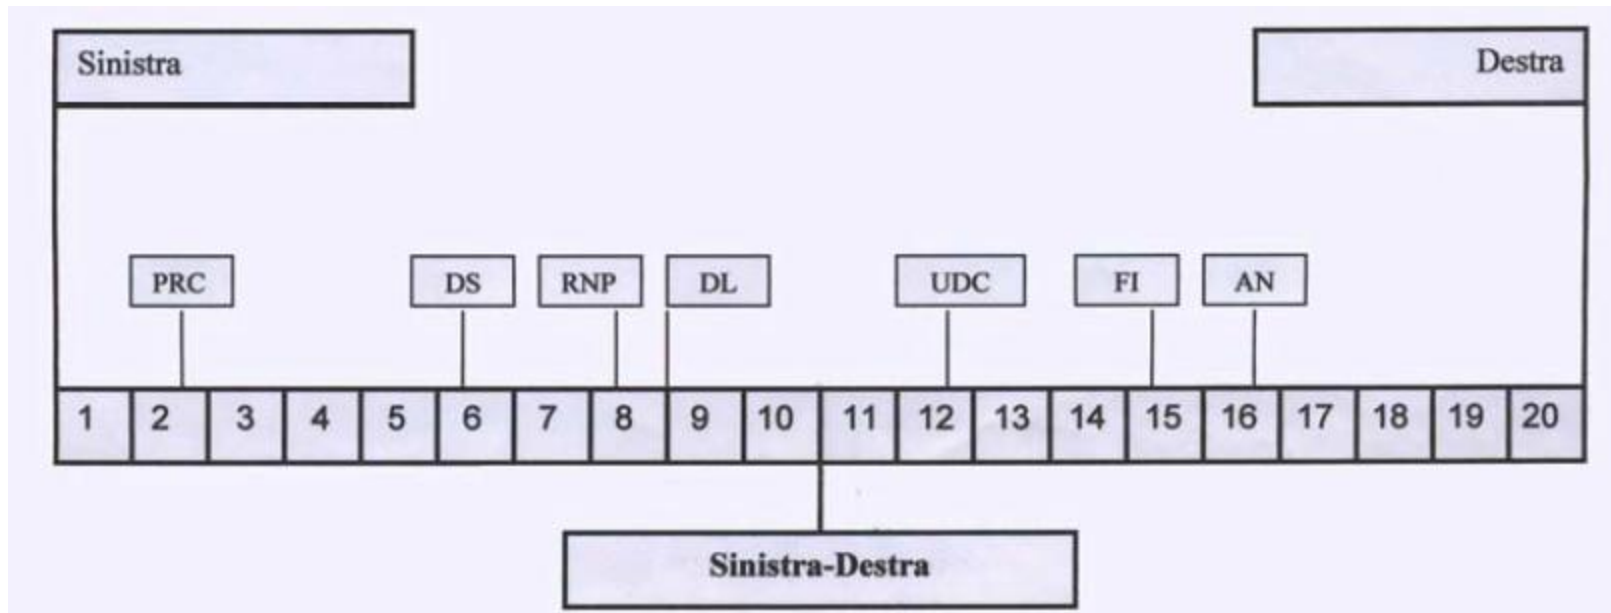 Sinistra
Destra
PRC DS RNP DL UDC FI AN
1 2 3 4 5 6 7 8 9 10 11 12 13 14 15 16 17 18 19 20
Sinistra-Destra